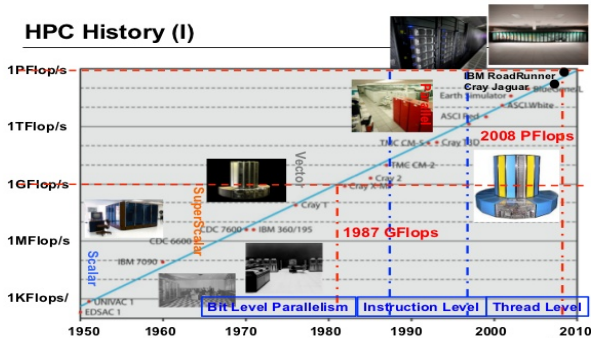 HPC History (I)
1PFlop/s
IBM RoadRunner
Cray Jaguar
BlueGene/L
Earth Simulator
ASCI White
Parallel
ASCI Red
1TFlop/s
2008 PFlops
TMC CM-5
Cray T3D
Vector
TMC CM-2
Cray 2
1GFlop/s
Cray X-MP
SuperScalar
Cray 1
1987 GFlops
CDC 7600
IBM 360/195
1MFlop/s
CDC 6600
Scalar
IBM 7090
1KFlops/
UNIVAC 1
EDSAC 1
Bit Level Parallelism
Instruction Level
Thread Level
1950 1960 1970 1980 1990 2000 2010